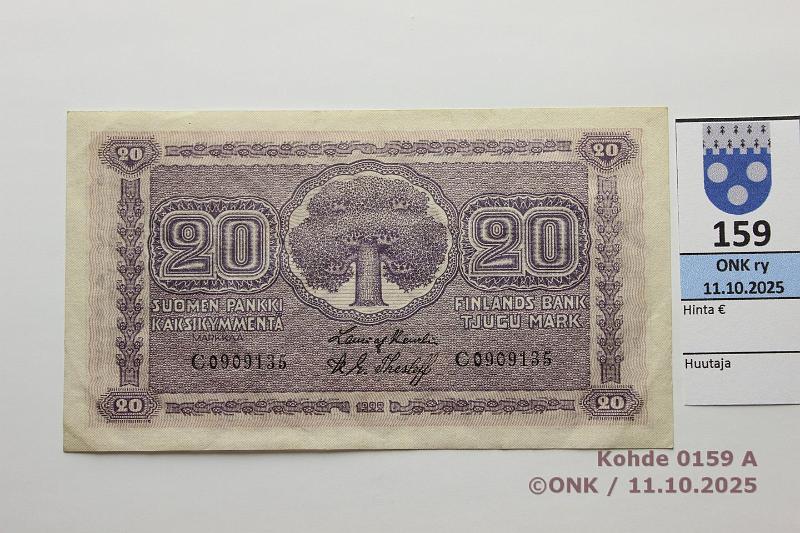 20 20
20 20
SUOMEN PANKKI FINLANDS BANK
KAKSIKYMMENTÄ TJUGU MARK
MARKKAA
C0909135 C0909135
20 1922 20
159
ONK ry
11.10.2025
Hinta €
Huutaja
Kohde 0159 A
©ONK / 11.10.2025